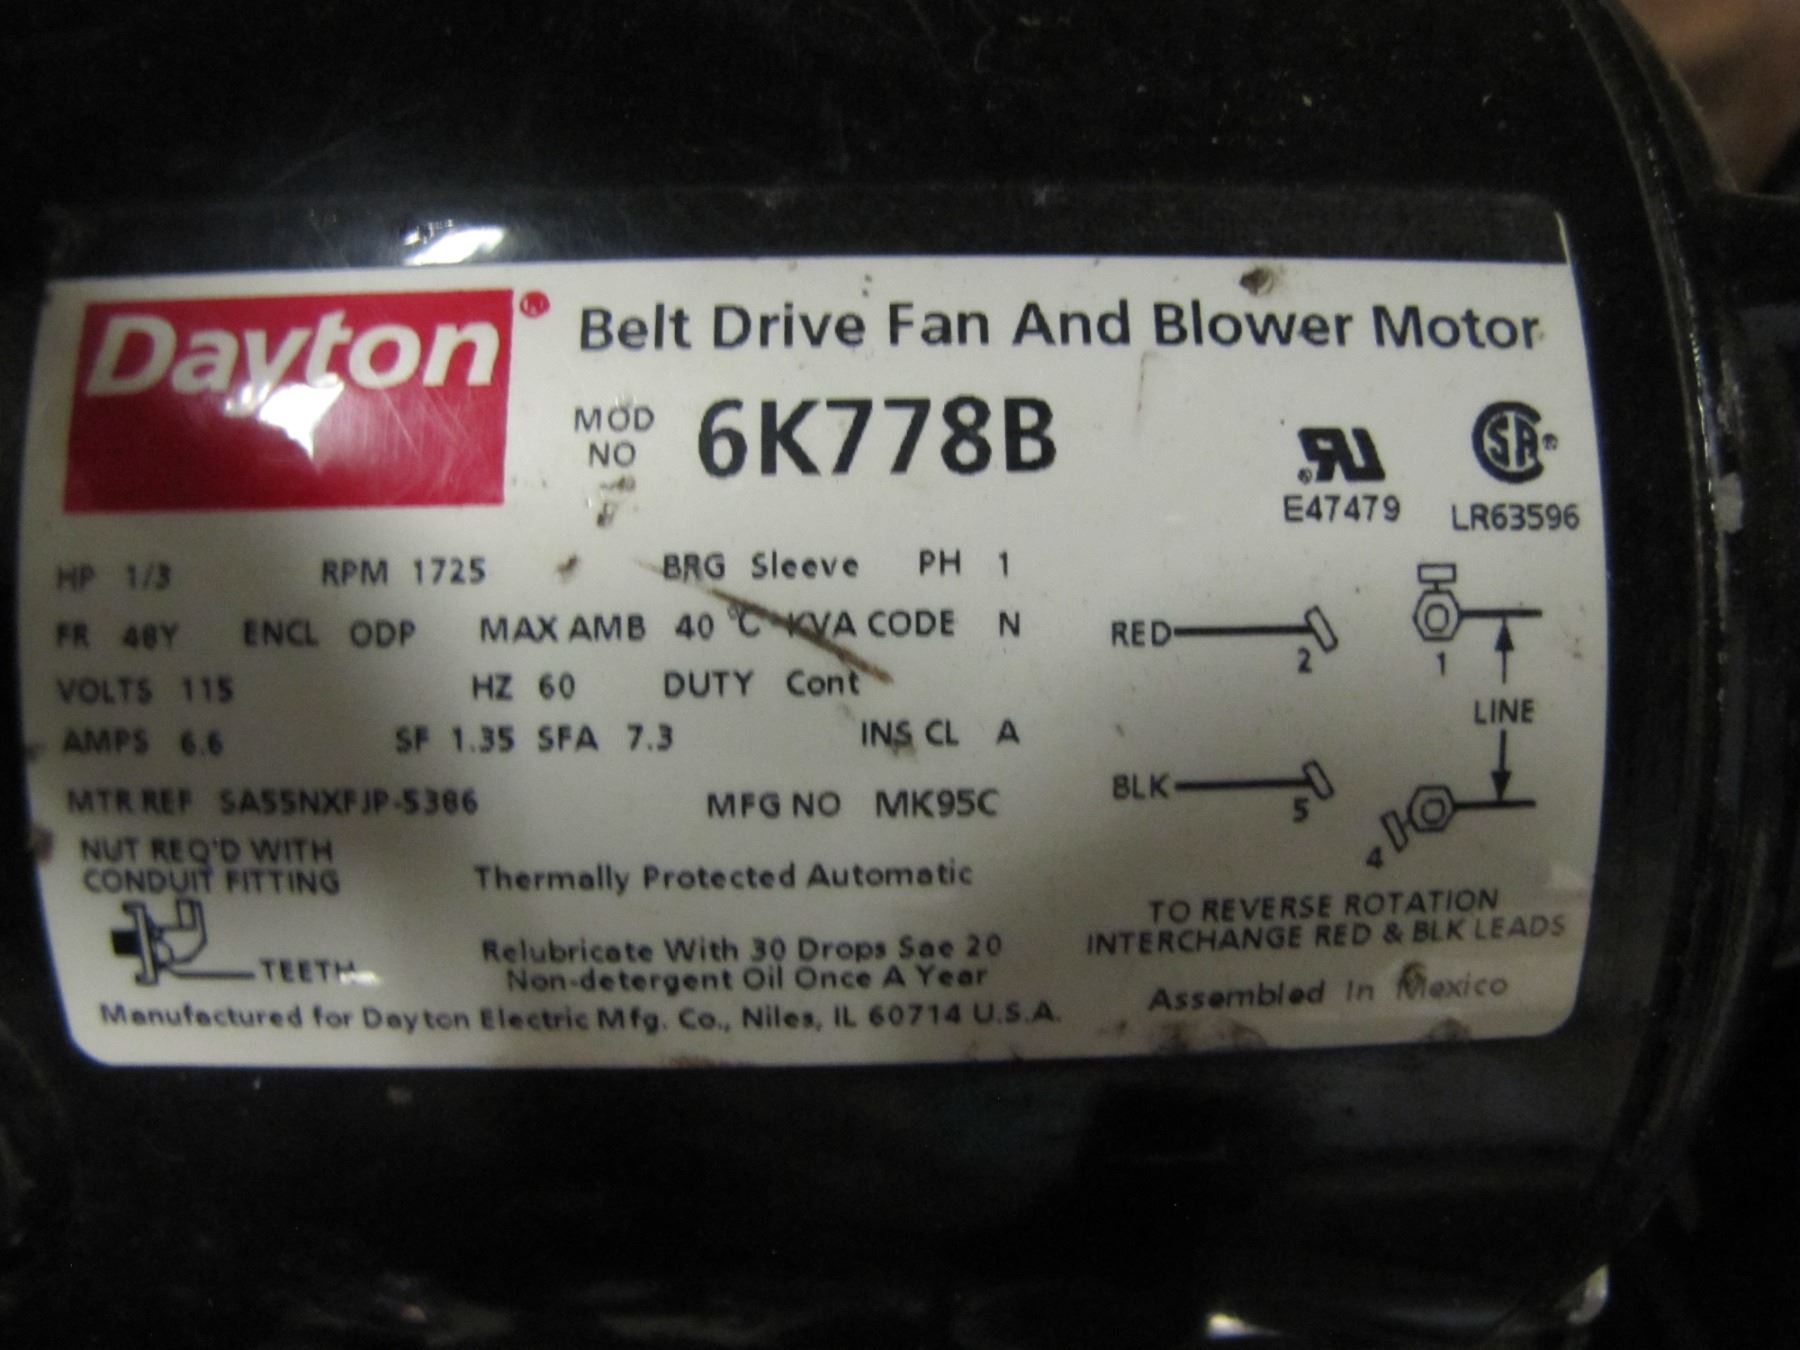 Dayton® Belt Drive Fan And Blower Motor
MOD NO 6K778B
E47479 LR63596
HP 1/3 RPM 1725 BRG Sleeve PH 1
FR 48Y ENCL ODP MAX AMB 40 °C KVA CODE N
VOLTS 115 HZ 60 DUTY Cont
AMPS 6.6 SF 1.35 SFA 7.3 INS CL A
MTR REF SA55NXFJP-5386 MFG NO MK95C
NUT REQ'D WITH
CONDUIT FITTING
TEETH
Thermally Protected Automatic
Relubricate With 30 Drops Sae 20
Non-detergent Oil Once A Year
Manufactured for Dayton Electric Mfg. Co., Niles, IL 60714 U.S.A.
RED 2 1
LINE
BLK 5 4
TO REVERSE ROTATION
INTERCHANGE RED & BLK LEADS
Assembled In Mexico